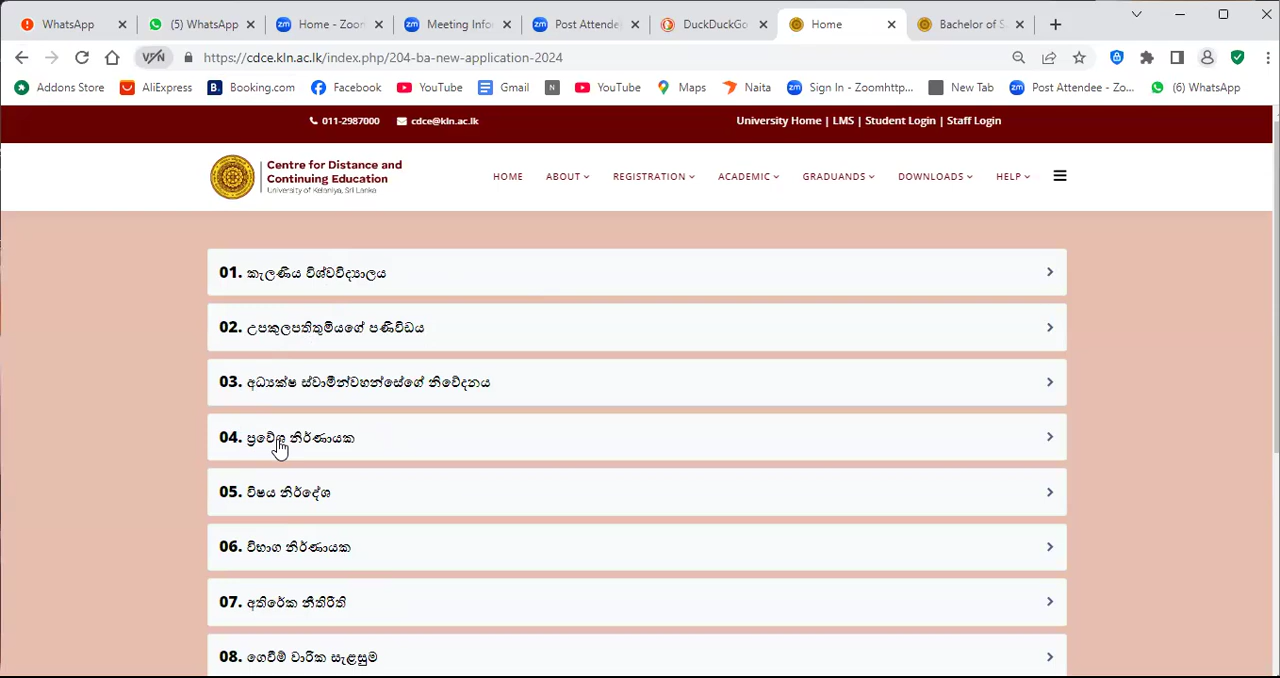 WhatsApp
(5) WhatsApp
Home - Zoon
Meeting Info
Post Attende
DuckDuckGo
Home
Bachelor of S
VPN
https://cdce.kln.ac.lk/index.php/204-ba-new-application-2024
Addons Store
AliExpress
B.
Booking.com
Facebook
YouTube
Gmail
N
YouTube
Maps
Naita
Sign In - Zoomhttp...
New Tab
Post Attendee - Zo...
(6) WhatsApp
011-2987000
cdce@kln.ac.lk
University Home | LMS | Student Login | Staff Login
Centre for Distance and
Continuing Education
University of Kelaniya, Sri Lanka
HOME
ABOUT
REGISTRATION
ACADEMIC
GRADUANDS
DOWNLOADS
HELP
01. කැලණිය විශ්වවිද්‍යාලය
02. උපකුලපතිතුමියගේ පණිවිඩය
03. අධ්‍යක්ෂ ස්වාමීන්වහන්සේගේ නිවේදනය
04. ප්‍රවේශ නිර්ණායක
05. විෂය නිර්දේශ
06. විභාග නිර්ණායක
07. අතිරේක නීතිරීති
08. ගෙවීම් වාරික සැළසුම